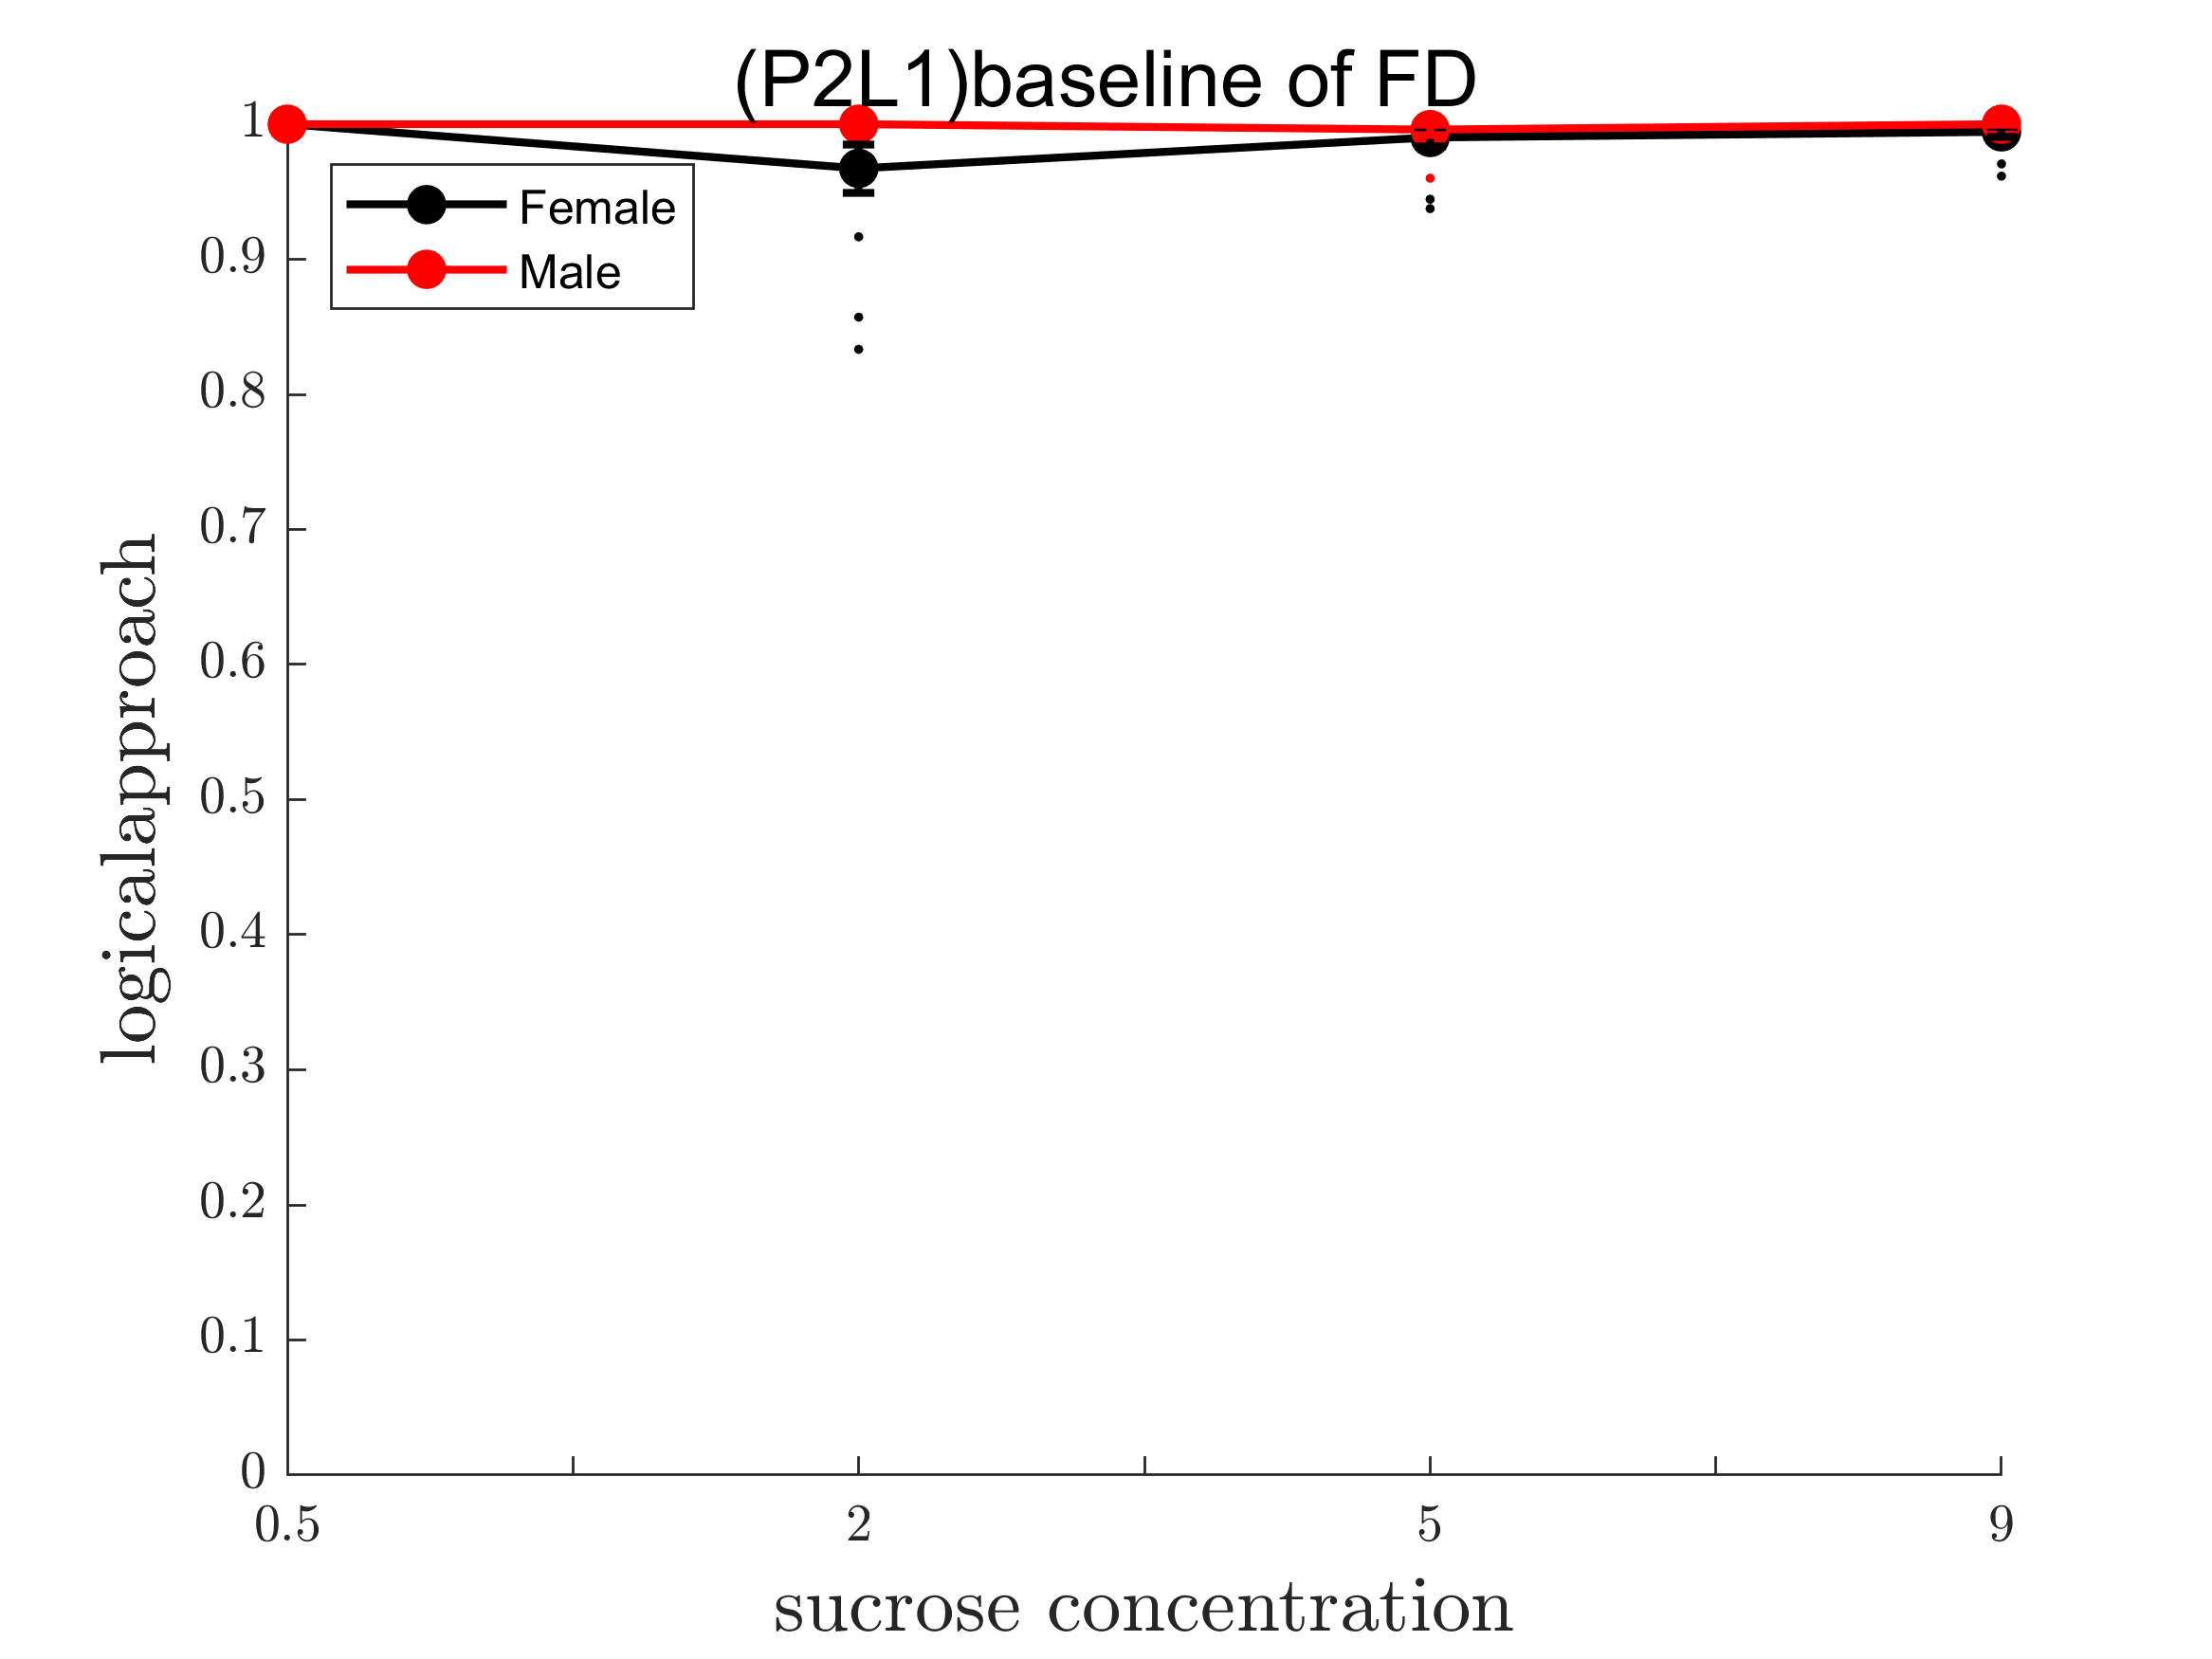 (P2L1)baseline of FD
1
0.9
0.8
0.7
0.6
0.5
0.4
0.3
0.2
0.1
0
Female
Male
logicalapproach
0.5 2 5 9
sucrose concentration